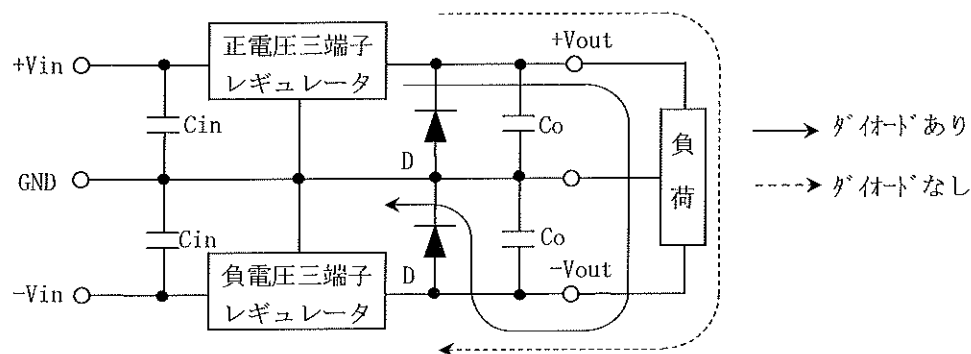 正電圧三端子
レギュレータ
+Vin
Cin
GND
Cin
-Vin
負電圧三端子
レギュレータ
D
D
Co
Co
+Vout
-Vout
負
荷
ダイオードあり
ダイオードなし